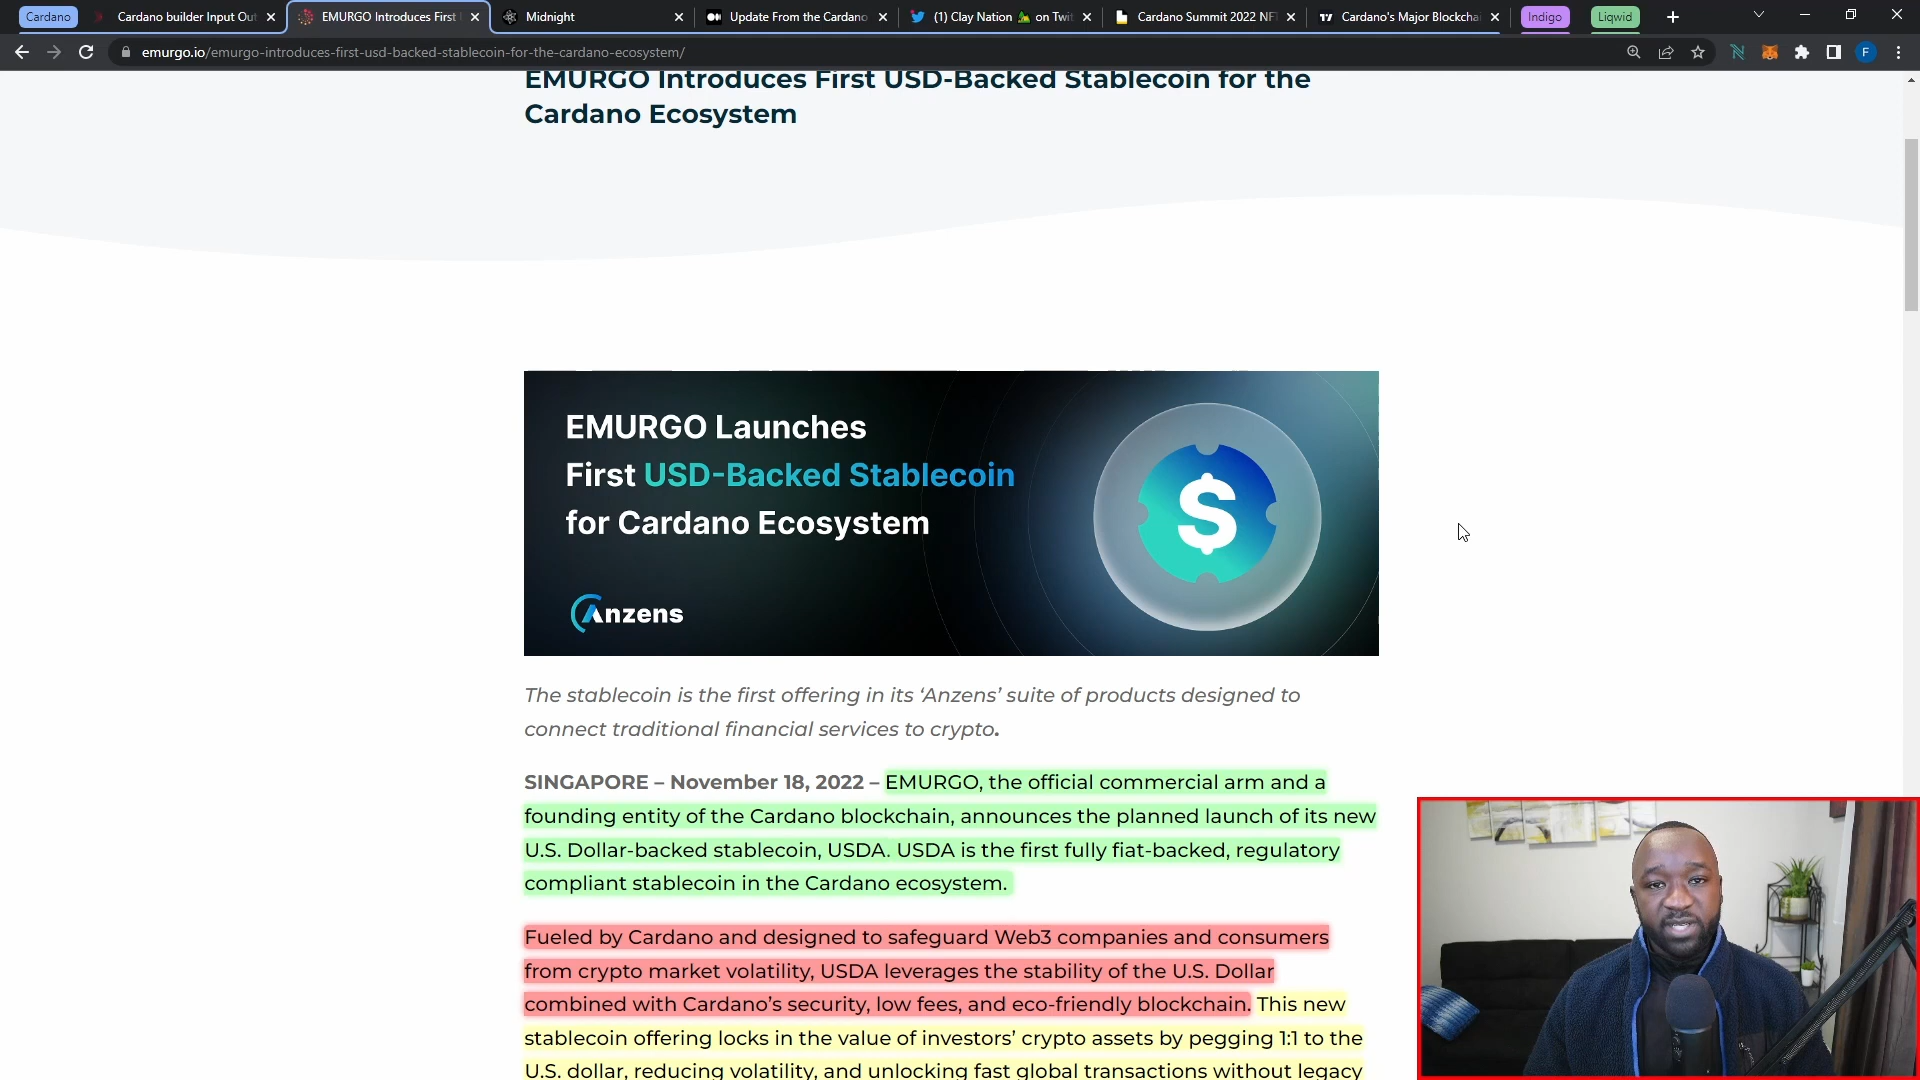 Cardano
Cardano builder Input Out
EMURGO Introduces First
Midnight
Update From the Cardano
(1) Clay Nation on Twit
Cardano Summit 2022 NF
Cardano's Major Blockcha
Indigo
Liqwid
emurgo.io/emurgo-introduces-first-usd-backed-stablecoin-for-the-cardano-ecosystem/
F
EMURGO Introduces First USD-Backed Stablecoin for the
Cardano Ecosystem
EMURGO Launches
First USD-Backed Stablecoin
for Cardano Ecosystem
$
Anzens
The stablecoin is the first offering in its ‘Anzens’ suite of products designed to
connect traditional financial services to crypto.
SINGAPORE – November 18, 2022 – EMURGO, the official commercial arm and a
founding entity of the Cardano blockchain, announces the planned launch of its new
U.S. Dollar-backed stablecoin, USDA. USDA is the first fully fiat-backed, regulatory
compliant stablecoin in the Cardano ecosystem.
Fueled by Cardano and designed to safeguard Web3 companies and consumers
from crypto market volatility, USDA leverages the stability of the U.S. Dollar
combined with Cardano’s security, low fees, and eco-friendly blockchain. This new
stablecoin offering locks in the value of investors’ crypto assets by pegging 1:1 to the
U.S. dollar, reducing volatility, and unlocking fast global transactions without legacy